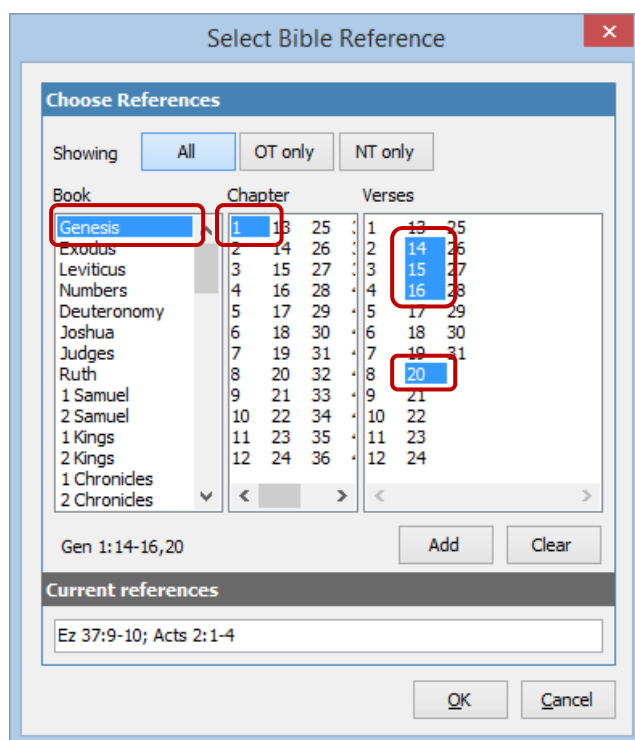 Select Bible Reference
Choose References
Showing All OT only NT only
Book Chapter Verses
Genesis 1 13 25 1 13 25
Exodus 2 14 26 2 14 26
Leviticus 3 15 27 3 15 27
Numbers 4 16 28 4 16 28
Deuteronomy 5 17 29 5 17 29
Joshua 6 18 30 6 18 30
Judges 7 19 31 7 19 31
Ruth 8 20 32 8 20
1 Samuel 9 21 33 9 21
2 Samuel 10 22 34 10 22
1 Kings 11 23 35 11 23
2 Kings 12 24 36 12 24
1 Chronicles
2 Chronicles
Gen 1:14-16,20 Add Clear
Current references
Ez 37:9-10; Acts 2:1-4
OK Cancel